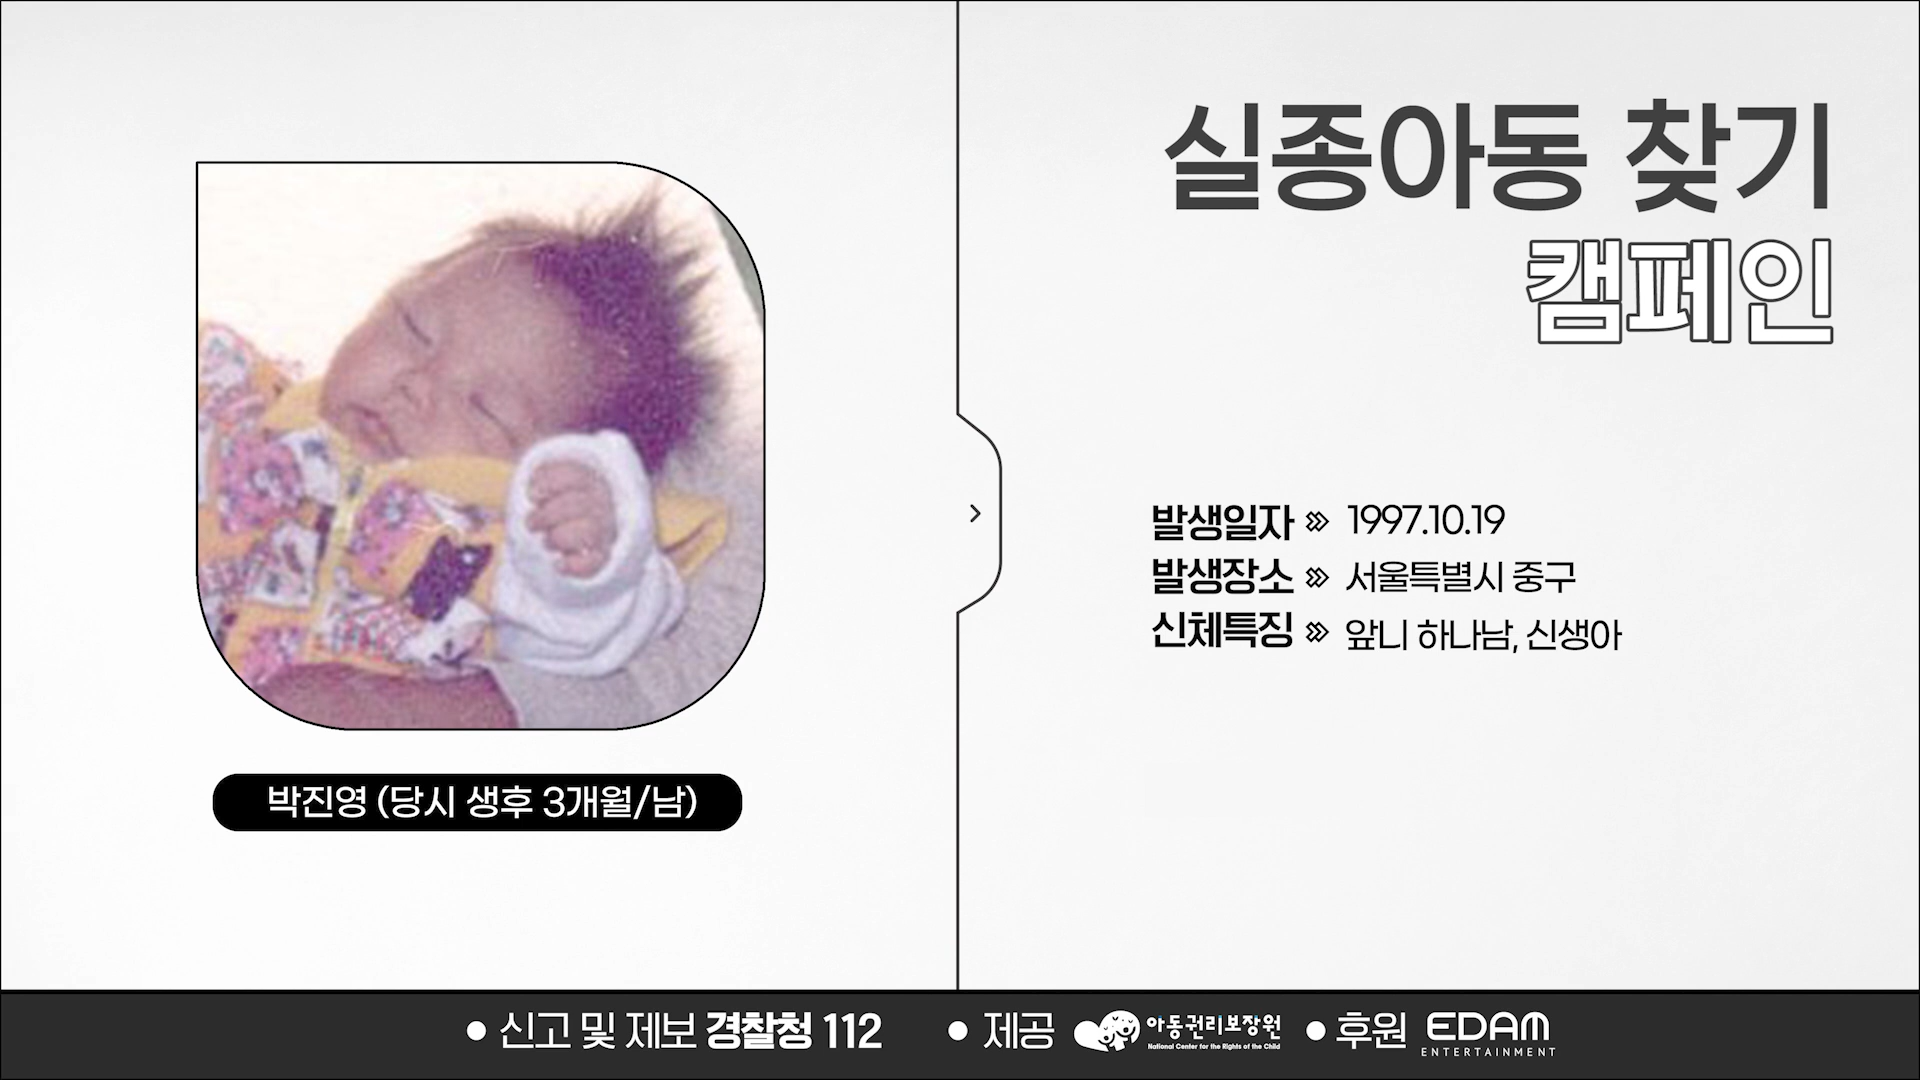 실종아동 찾기
캠페인
발생일자 1997.10.19
발생장소 서울특별시 중구
신체특징 앞니 하나남, 신생아
박진영 (당시 생후 3개월/남)
• 신고 및 제보 경찰청 112 • 제공 아동권리보장원 National Center for the Rights of the Child • 후원 EDAM ENTERTAINMENT